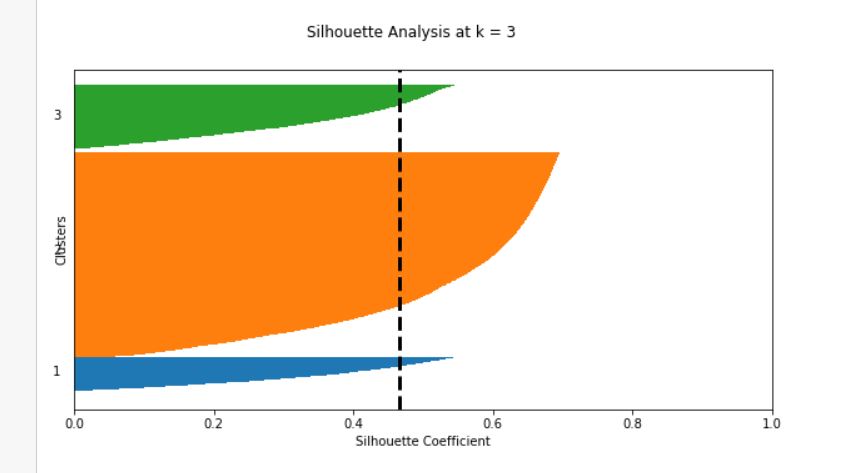 Silhouette Analysis at k = 3
3
2
Clusters
1
0.0 0.2 0.4 0.6 0.8 1.0
Silhouette Coefficient